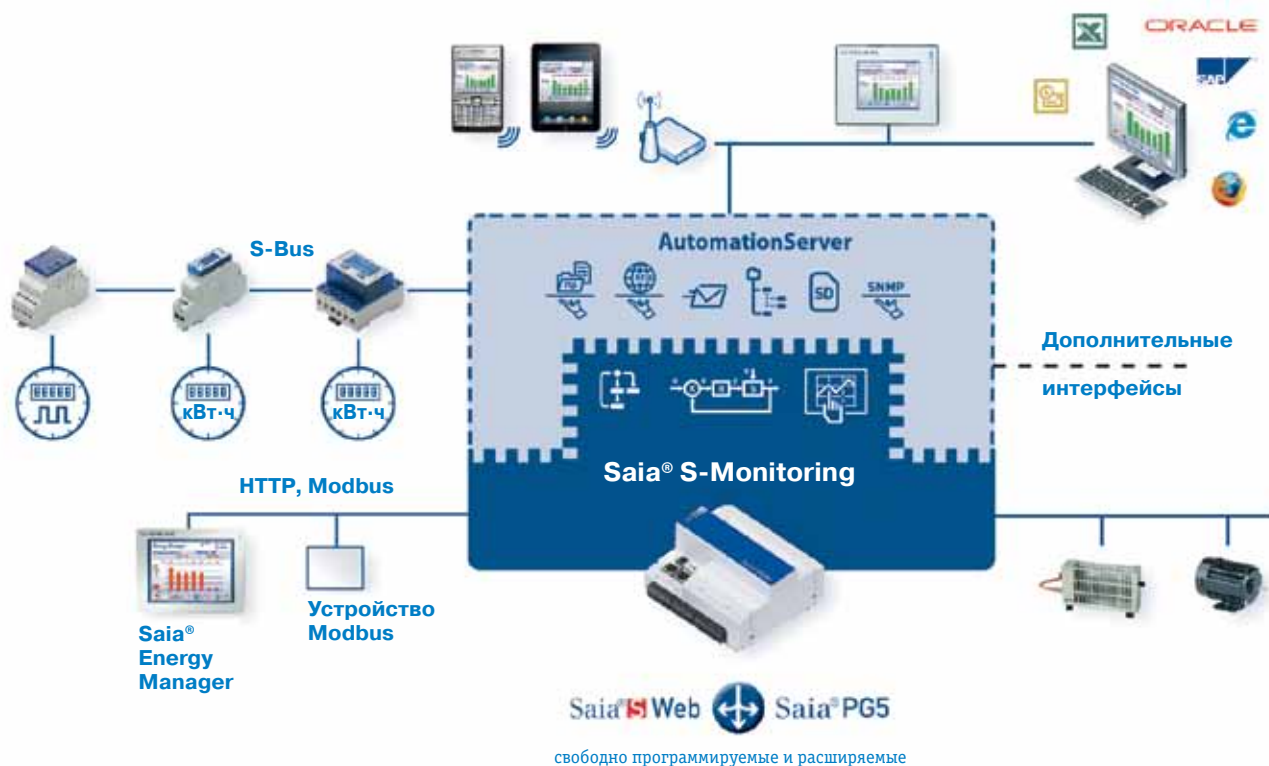 ORACLE
SAP
S-Bus
AutomationServer
SD
SNMP
Дополнительные
интерфейсы
кВт·ч
кВт·ч
Saia® S-Monitoring
HTTP, Modbus
Устройство
Modbus
Saia®
Energy
Manager
Saia® S Web
Saia® PG5
свободно программируемые и расширяемые